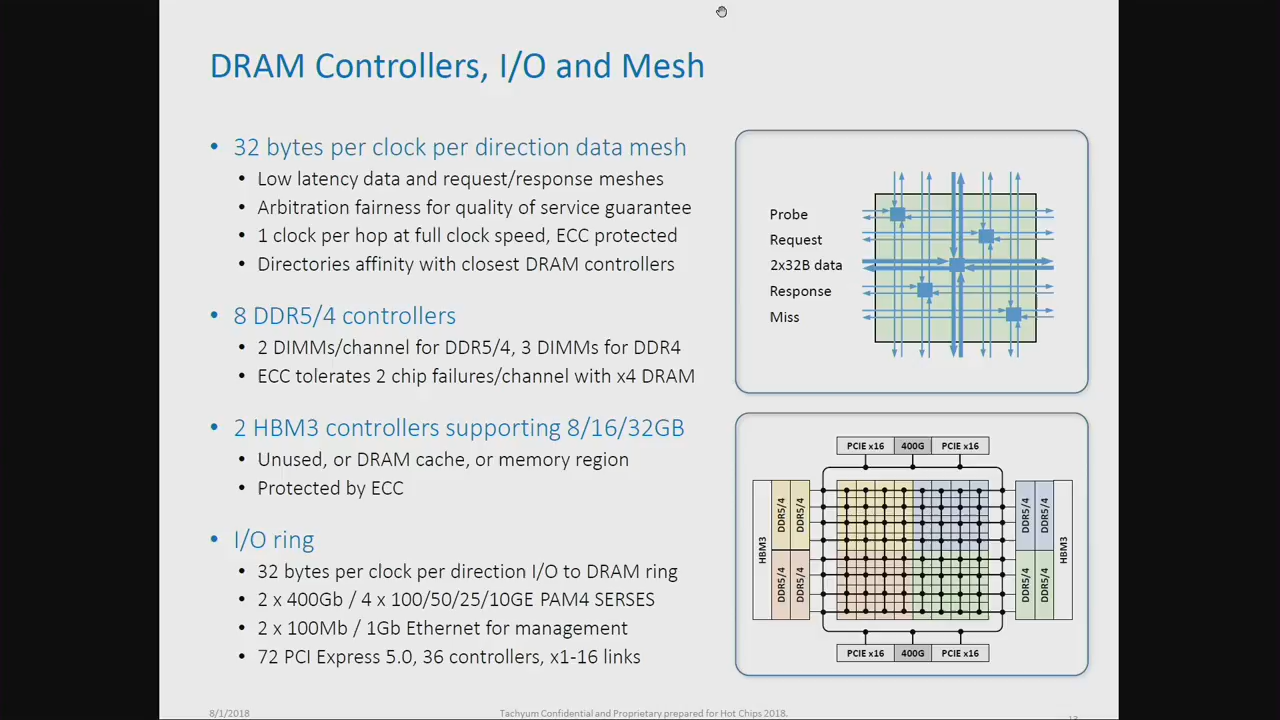 DRAM Controllers, I/O and Mesh
• 32 bytes per clock per direction data mesh
• Low latency data and request/response meshes
• Arbitration fairness for quality of service guarantee
• 1 clock per hop at full clock speed, ECC protected
• Directories affinity with closest DRAM controllers
• 8 DDR5/4 controllers
• 2 DIMMs/channel for DDR5/4, 3 DIMMs for DDR4
• ECC tolerates 2 chip failures/channel with x4 DRAM
• 2 HBM3 controllers supporting 8/16/32GB
• Unused, or DRAM cache, or memory region
• Protected by ECC
• I/O ring
• 32 bytes per clock per direction I/O to DRAM ring
• 2 x 400Gb / 4 x 100/50/25/10GE PAM4 SERSES
• 2 x 100Mb / 1Gb Ethernet for management
• 72 PCI Express 5.0, 36 controllers, x1-16 links
Probe
Request
2x32B data
Response
Miss
PCIE x16 400G PCIE x16
HBM3
DDR5/4
DDR5/4
DDR5/4
DDR5/4
DDR5/4
DDR5/4
DDR5/4
DDR5/4
HBM3
PCIE x16 400G PCIE x16
8/1/2018
Tachyum Confidential and Proprietary prepared for Hot Chips 2018.